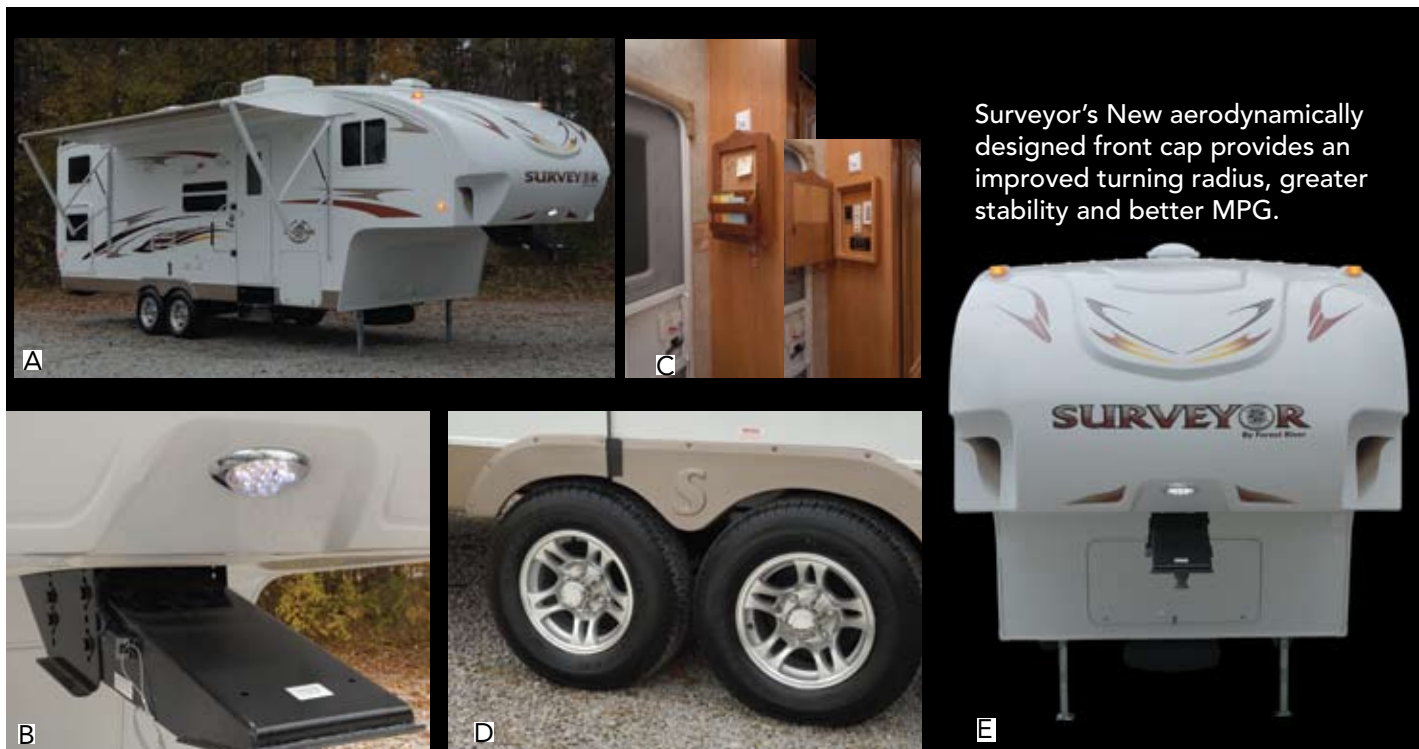 SURVEYOR
A
C
Surveyor's New aerodynamically
designed front cap provides an
improved turning radius, greater
stability and better MPG.
SURVEYOR
By Forest River
B
S
D
E